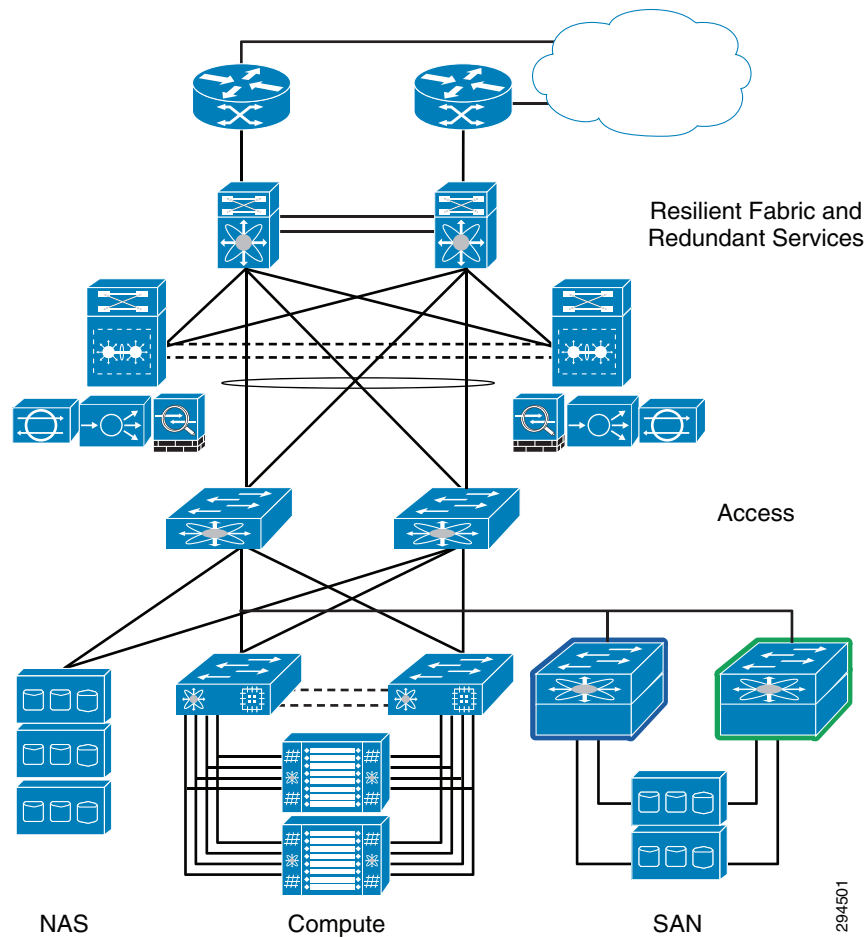 Resilient Fabric and
Redundant Services
Access
NAS
Compute
SAN
294501